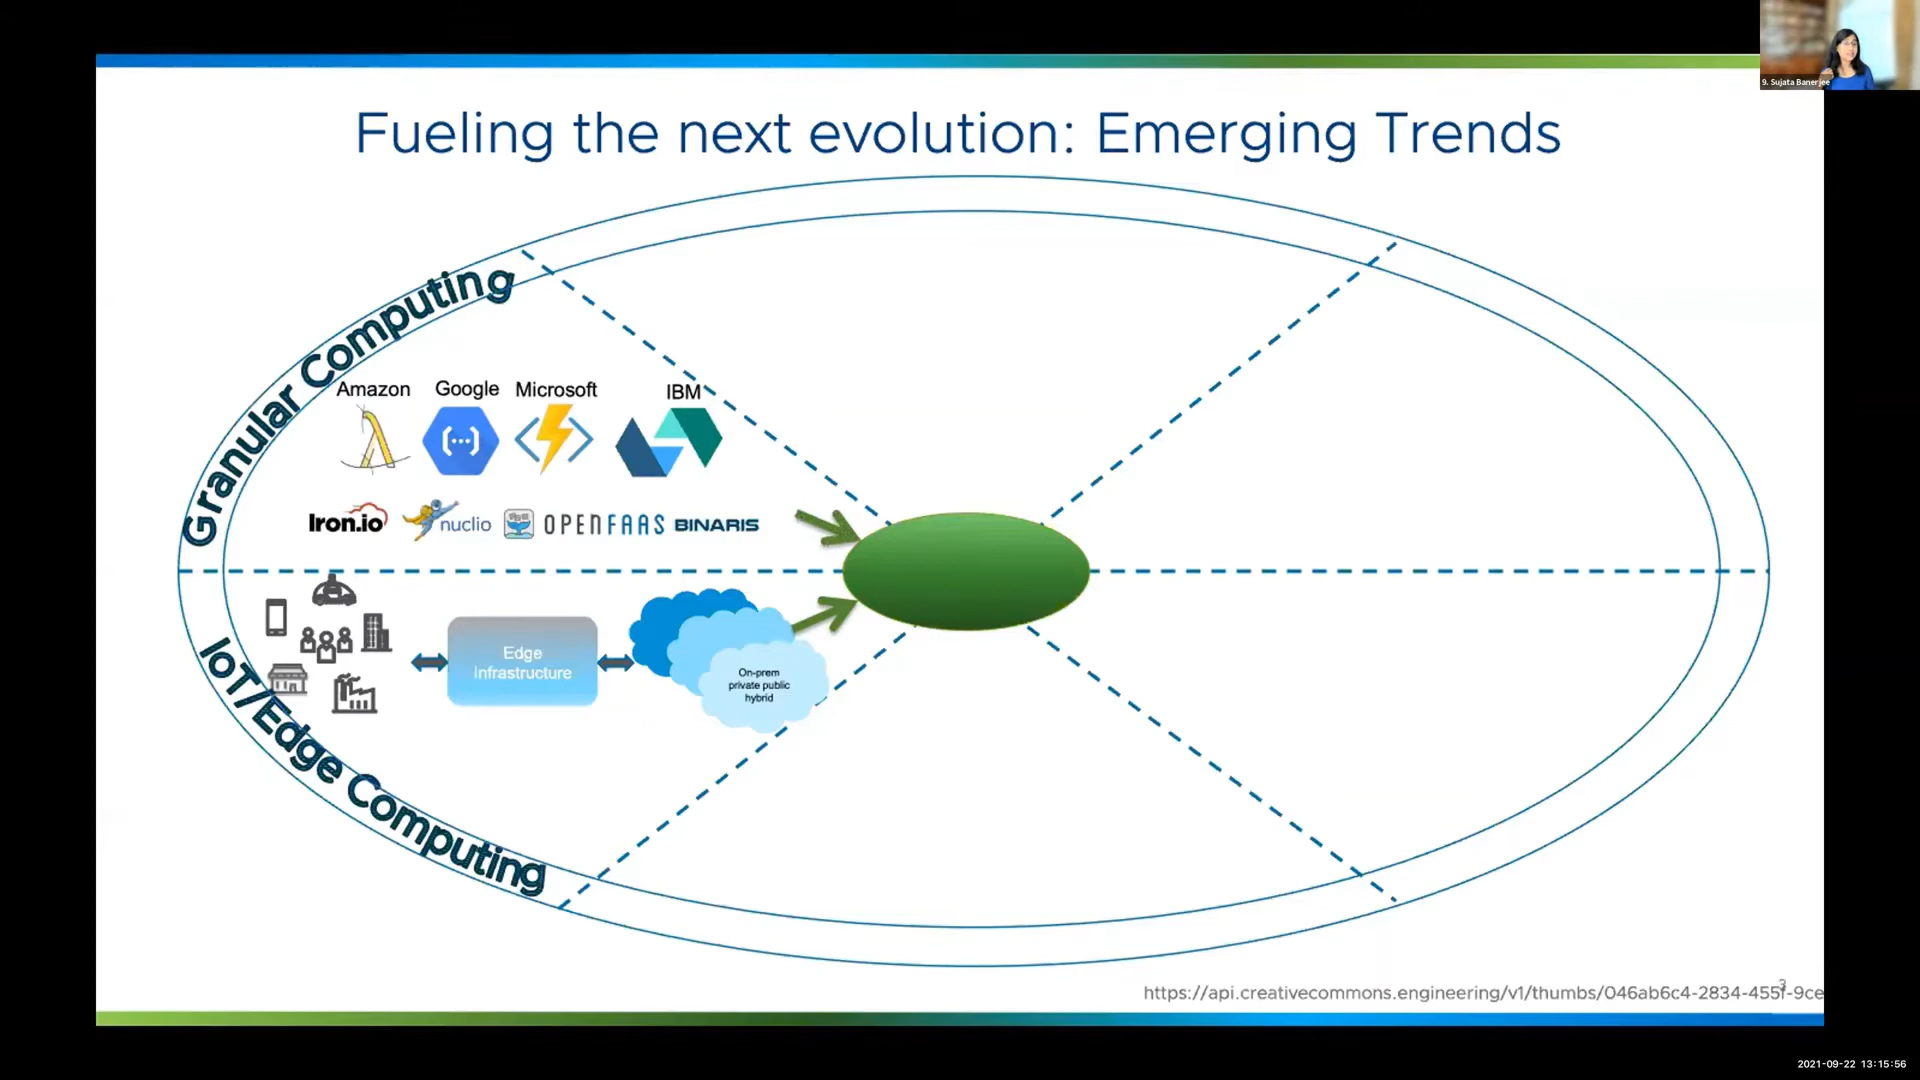 9. Sujata Banerjee
Fueling the next evolution: Emerging Trends
Granular Computing
Amazon
Google
Microsoft
IBM
Iron.io
nuclio
OPENFAAS
BINARIS
IoT/Edge Computing
Edge
Infrastructure
On-prem
private public
hybrid
3
https://api.creativecommons.engineering/v1/thumbs/046ab6c4-2834-455f-9ce
2021-09-22 13:15:56